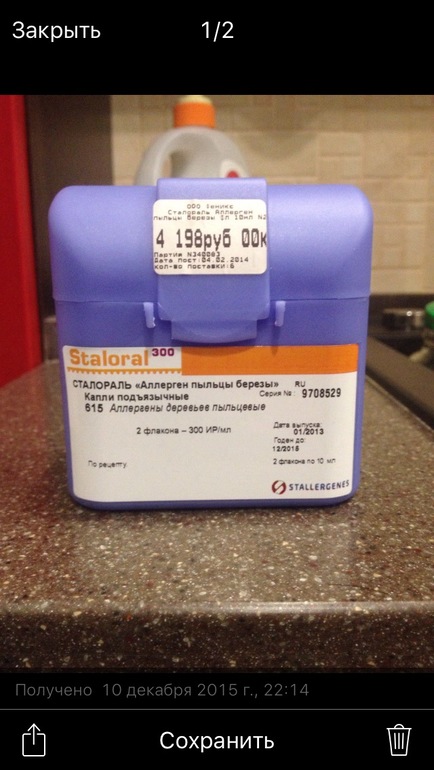 Закрыть
1/2
ООО Геникс
Сталораль Аллерген
пыльцы березы фл 10мл N2
4 198руб 00к
Партия N340083
Дата пост:04.02.2014
кол-во поставки:6
Staloral 300
СТАЛОРАЛЬ «Аллерген пыльцы березы» RU
Капли подъязычные Серия №: 9708529
615 Аллергены деревьев пыльцевые
2 флакона – 300 ИР/мл
Дата выпуска:
01/2013
Годен до:
12/2015
По рецепту
2 флакона по 10 мл
STALLERGENES
Получено 10 декабря 2015 г., 22:14
Сохранить